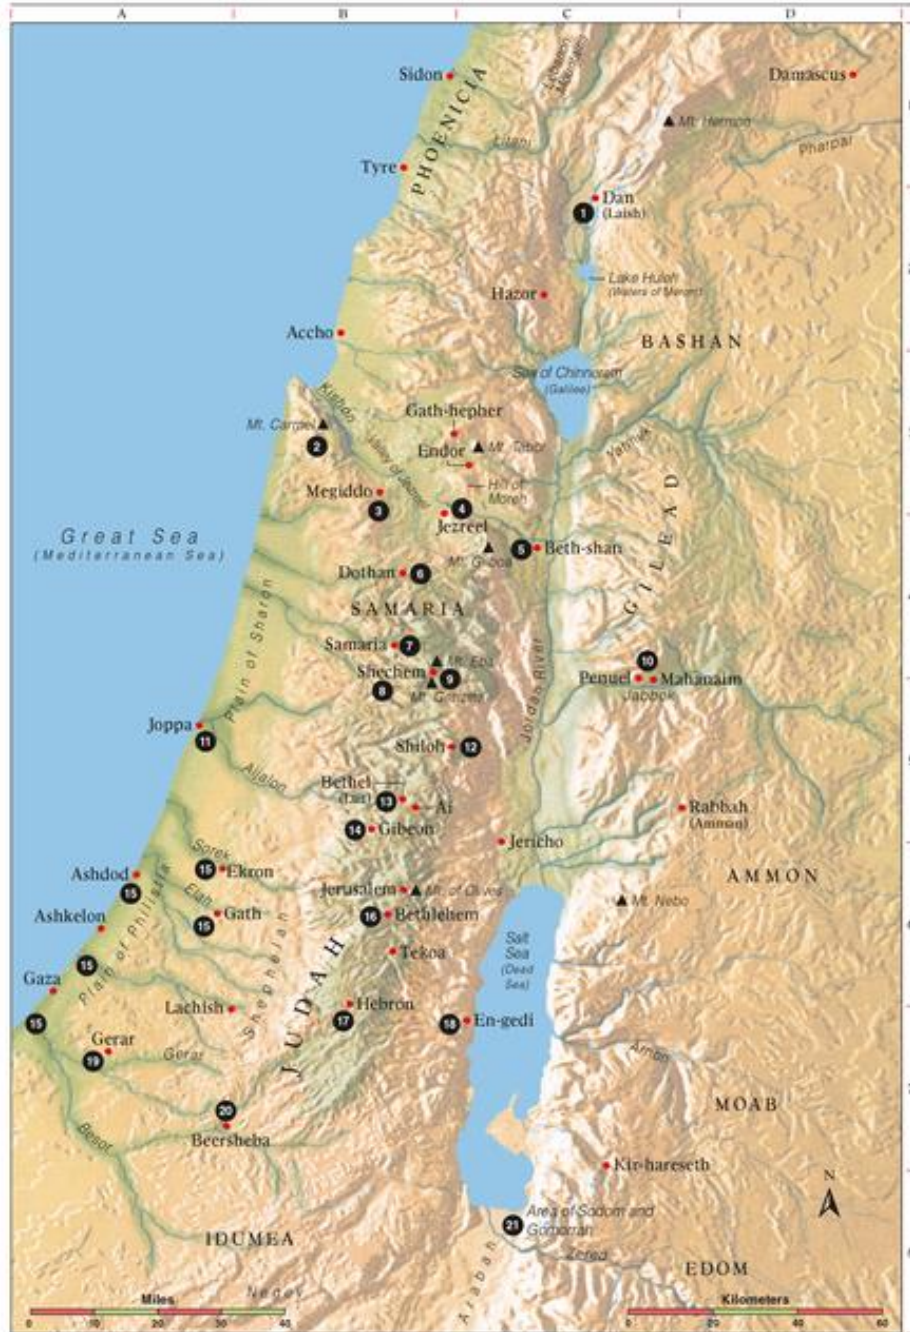 A B C D
Sidon
Damascus
PHOENICIA
Lebanon
Mountains
Mt. Hermon
Litani
Pharpar
Tyre
Dan
(Laish)
1
Lake Huleh
(Waters of Merom)
Hazor
BASHAN
Accho
Sea of Chinnereth
(Galilee)
Kishon
Gath-hepher
Mt. Carmel
2
Mt. Tabor
Endor
Yarmuk
Valley of Jezreel
Hill of
Moreh
Megiddo
3
4
Jezreel
GILEAD
Great Sea
(Mediterranean Sea)
5
Beth-shan
Mt. Gilboa
Dothan
6
SAMARIA
Plain of Sharon
Samaria
7
Mt. Ebal
Shechem
9
8
Mt. Gerizim
10
Penuel
Mahanaim
Jabbok
Jordan River
Joppa
11
Shiloh
12
Aijalon
Bethel
(Luz)
13
Ai
14
Gibeon
Rabbah
(Amman)
Jericho
Sorek
15
Ekron
Ashdod
15
AMMON
Elah
Jerusalem
Mt. of Olives
Mt. Nebo
Gath
15
16
Bethlehem
Ashkelon
15
Plain of Philistia
Shephelah
JUDAH
Tekoa
Salt
Sea
(Dead
Sea)
Gaza
15
Lachish
Hebron
17
18
En-gedi
Gerar
19
Gerar
Arnon
20
Beersheba
Besor
MOAB
Kir-hareseth
N
21
Area of Sodom and
Gomorrah
IDUMEA
Zered
Arabah
EDOM
Negev
Miles
0 10 20 40
Kilometers
0 20 40 60